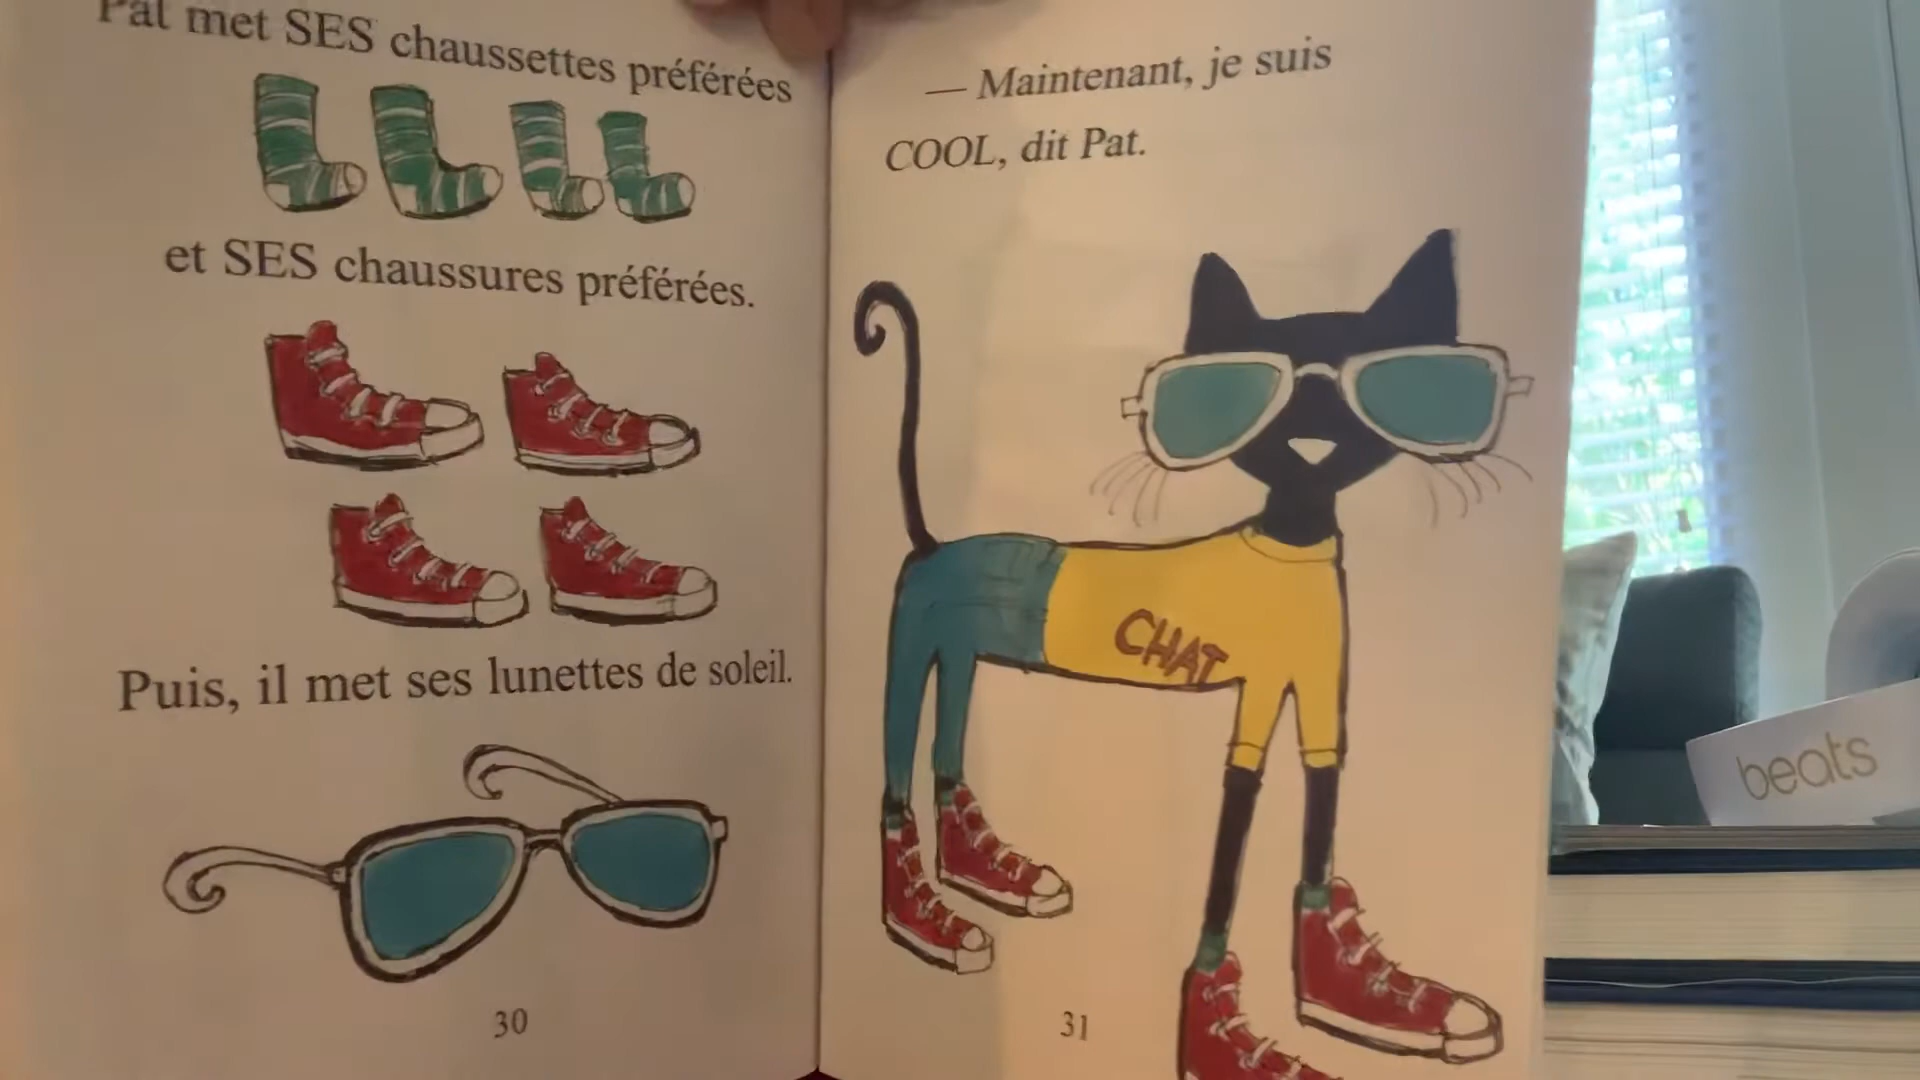 Pat met SES chaussettes préférées
et SES chaussures préférées.
Puis, il met ses lunettes de soleil.
30
— Maintenant, je suis
COOL, dit Pat.
CHAT
31
beats